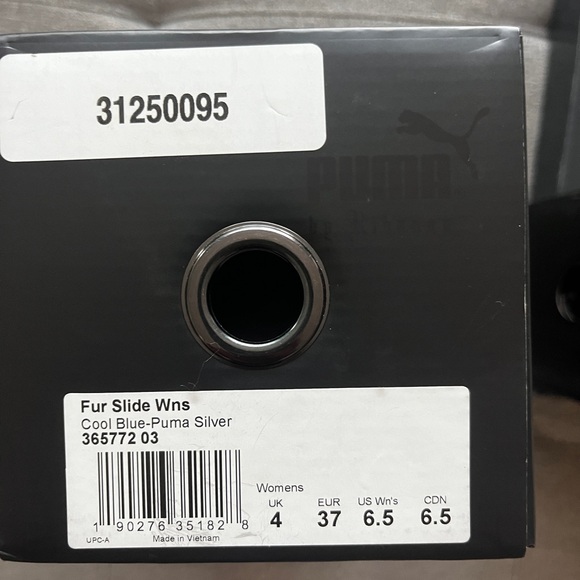 31250095
PUMA
Fur Slide Wns
Cool Blue-Puma Silver
365772 03
Womens
UK EUR US Wn's CDN
4 37 6.5 6.5
1 90276 35182 8
UPC-A Made in Vietnam